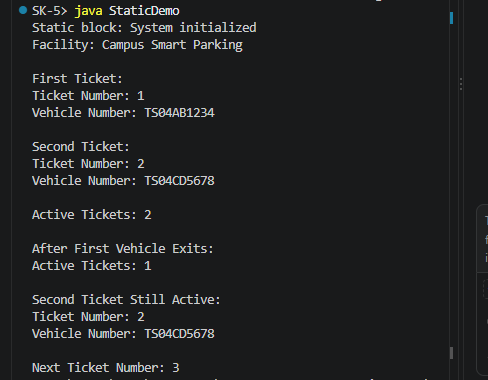 SK-5> java StaticDemo
Static block: System initialized
Facility: Campus Smart Parking
First Ticket:
Ticket Number: 1
Vehicle Number: TS04AB1234
Second Ticket:
Ticket Number: 2
Vehicle Number: TS04CD5678
Active Tickets: 2
After First Vehicle Exits:
Active Tickets: 1
Second Ticket Still Active:
Ticket Number: 2
Vehicle Number: TS04CD5678
Next Ticket Number: 3